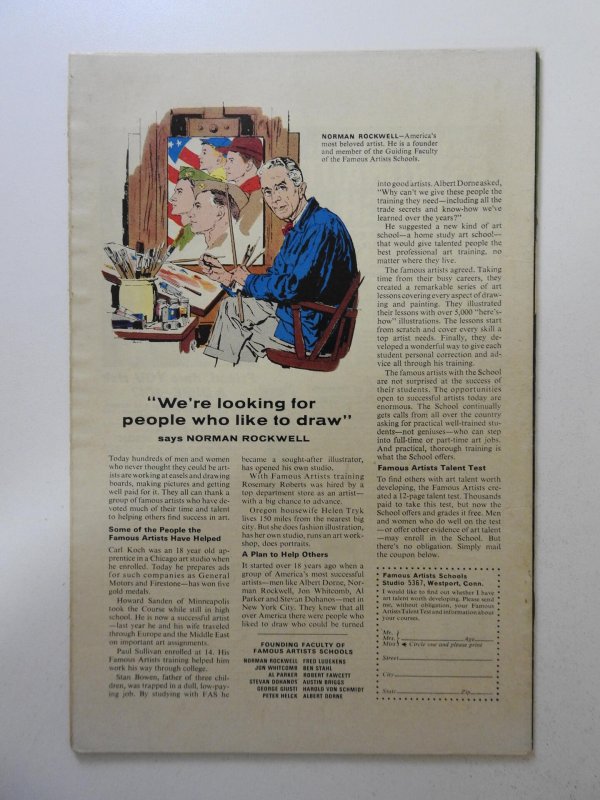 NORMAN ROCKWELL—America's
most beloved artist. He is a founder
and member of the Guiding Faculty
of the Famous Artists Schools.
"We're looking for
people who like to draw"
says NORMAN ROCKWELL
Today hundreds of men and women
who never thought they could be art-
ists are working at easels and drawing
boards, making pictures and getting
well paid for it. They all can thank a
group of famous artists who have de-
voted much of their time and talent
to helping others find success in art.
Some of the People the
Famous Artists Have Helped
Carl Koch was an 18 year old ap-
prentice in a Chicago art studio when
he enrolled. Today he prepares ads
for such companies as General
Motors and Firestone—has won five
gold medals.
Howard Sanden of Minneapolis
took the Course while still in high
school. He is now a successful artist
—last year he and his wife traveled
through Europe and the Middle East
on important art assignments.
Paul Sullivan enrolled at 14. His
Famous Artists training helped him
work his way through college.
Stan Bowen, father of three chil-
dren, was trapped in a dull, low-pay-
ing job. By studying with FAS he
became a sought-after illustrator,
has opened his own studio.
With Famous Artists training
Rosemary Roberts was hired by a
top department store as an artist—
with a big chance to advance.
Oregon housewife Helen Tryk
lives 150 miles from the nearest big
city. But she does fashion illustration,
has her own studio, runs an art work-
shop, does portraits.
A Plan to Help Others
It started over 18 years ago when a
group of America's most successful
artists—men like Albert Dorne, Nor-
man Rockwell, Jon Whitcomb, Al
Parker and Stevan Dohanos—met in
New York City. They knew that all
over America there were people who
liked to draw who could be turned
into good artists. Albert Dorne asked,
"Why can't we give these people the
training they need—including all the
trade secrets and know-how we've
learned over the years?"
He suggested a new kind of art
school—a home study art school—
that would give talented people the
best professional art training, no
matter where they live.
The famous artists agreed. Taking
time from their busy careers, they
created a remarkable series of art
lessons covering every aspect of draw-
ing and painting. They illustrated
their lessons with over 5,000 "here's-
how" illustrations. The lessons start
from scratch and cover every skill a
top artist needs. Finally, they de-
veloped a wonderful way to give each
student personal correction and ad-
vice all through his training.
The famous artists with the School
are not surprised at the success of
their students. The opportunities
open to successful artists today are
enormous. The School continually
gets calls from all over the country
asking for practical well-trained stu-
dents—not geniuses—who can step
into full-time or part-time art jobs.
And practical, thorough training is
what the School offers.
Famous Artists Talent Test
To find others with art talent worth
developing, the Famous Artists cre-
ated a 12-page talent test. Thousands
paid to take this test, but now the
School offers and grades it free. Men
and women who do well on the test
—or offer other evidence of art talent
—may enroll in the School. But
there's no obligation. Simply mail
the coupon below.
FOUNDING FACULTY OF
FAMOUS ARTISTS SCHOOLS
NORMAN ROCKWELL FRED LUDEKENS
JON WHITCOMB BEN STAHL
AL PARKER ROBERT FAWCETT
STEVAN DOHANOS AUSTIN BRIGGS
GEORGE GIUSTI HAROLD VON SCHMIDT
PETER HELCK ALBERT DORNE
Famous Artists Schools
Studio 5367, Westport, Conn.
I would like to find out whether I have
art talent worth developing. Please send
me, without obligation, your Famous
Artists Talent Test and information about
your courses.
Mr.
Mrs. Age
Miss Circle one and please print
Street
City
State Zip